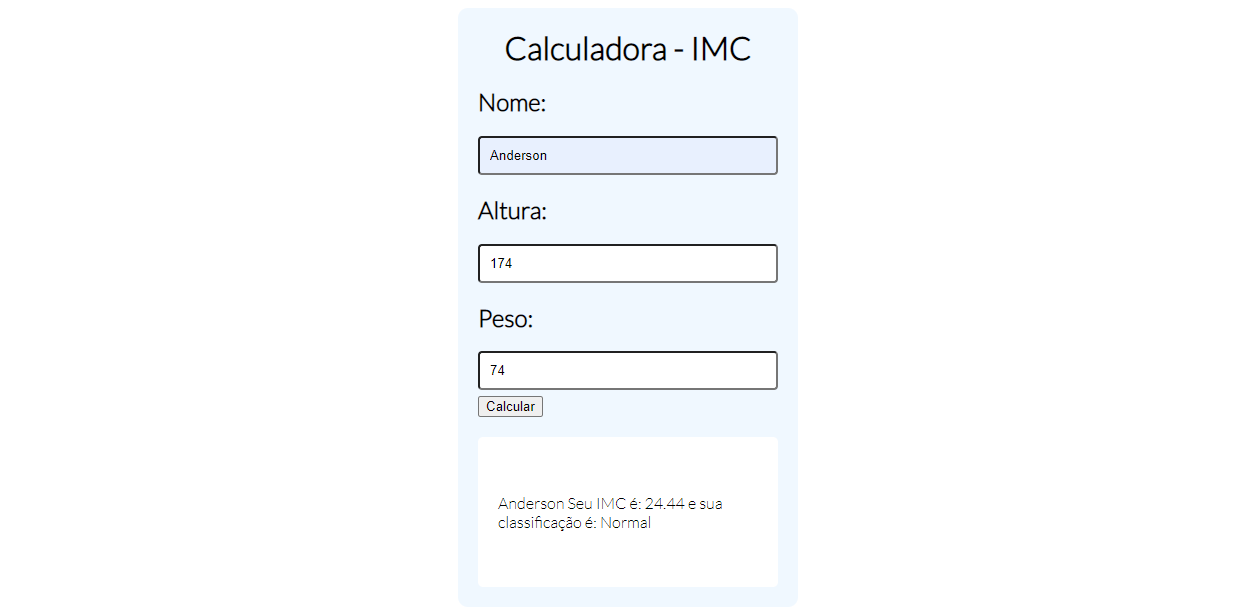 Calculadora - IMC
Nome:
Anderson
Altura:
174
Peso:
74
Calcular
Anderson Seu IMC é: 24.44 e sua
classificação é: Normal